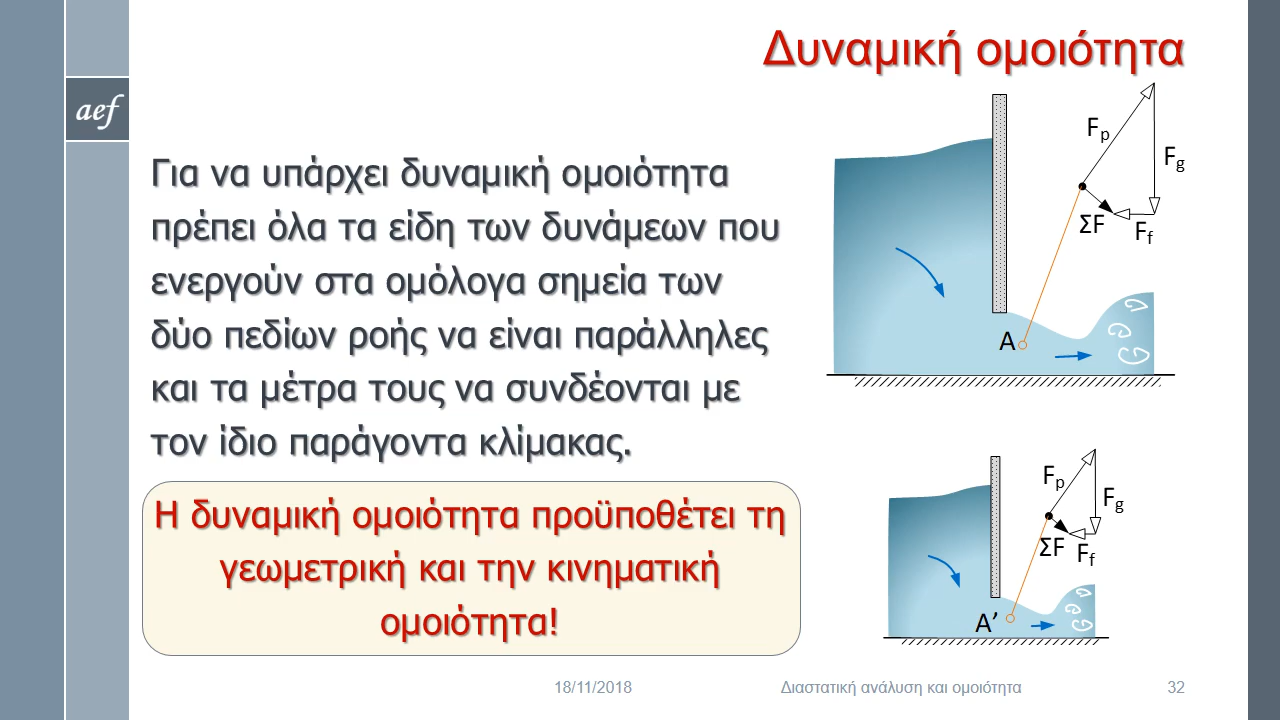 Δυναμική ομοιότητα
aef
Για να υπάρχει δυναμική ομοιότητα
πρέπει όλα τα είδη των δυνάμεων που
ενεργούν στα ομόλογα σημεία των
δύο πεδίων ροής να είναι παράλληλες
και τα μέτρα τους να συνδέονται με
τον ίδιο παράγοντα κλίμακας.
Η δυναμική ομοιότητα προϋποθέτει τη
γεωμετρική και την κινηματική
ομοιότητα!
Fp
Fg
ΣF
Ff
A
Fp
Fg
ΣF
Ff
A’
18/11/2018
Διαστατική ανάλυση και ομοιότητα
32